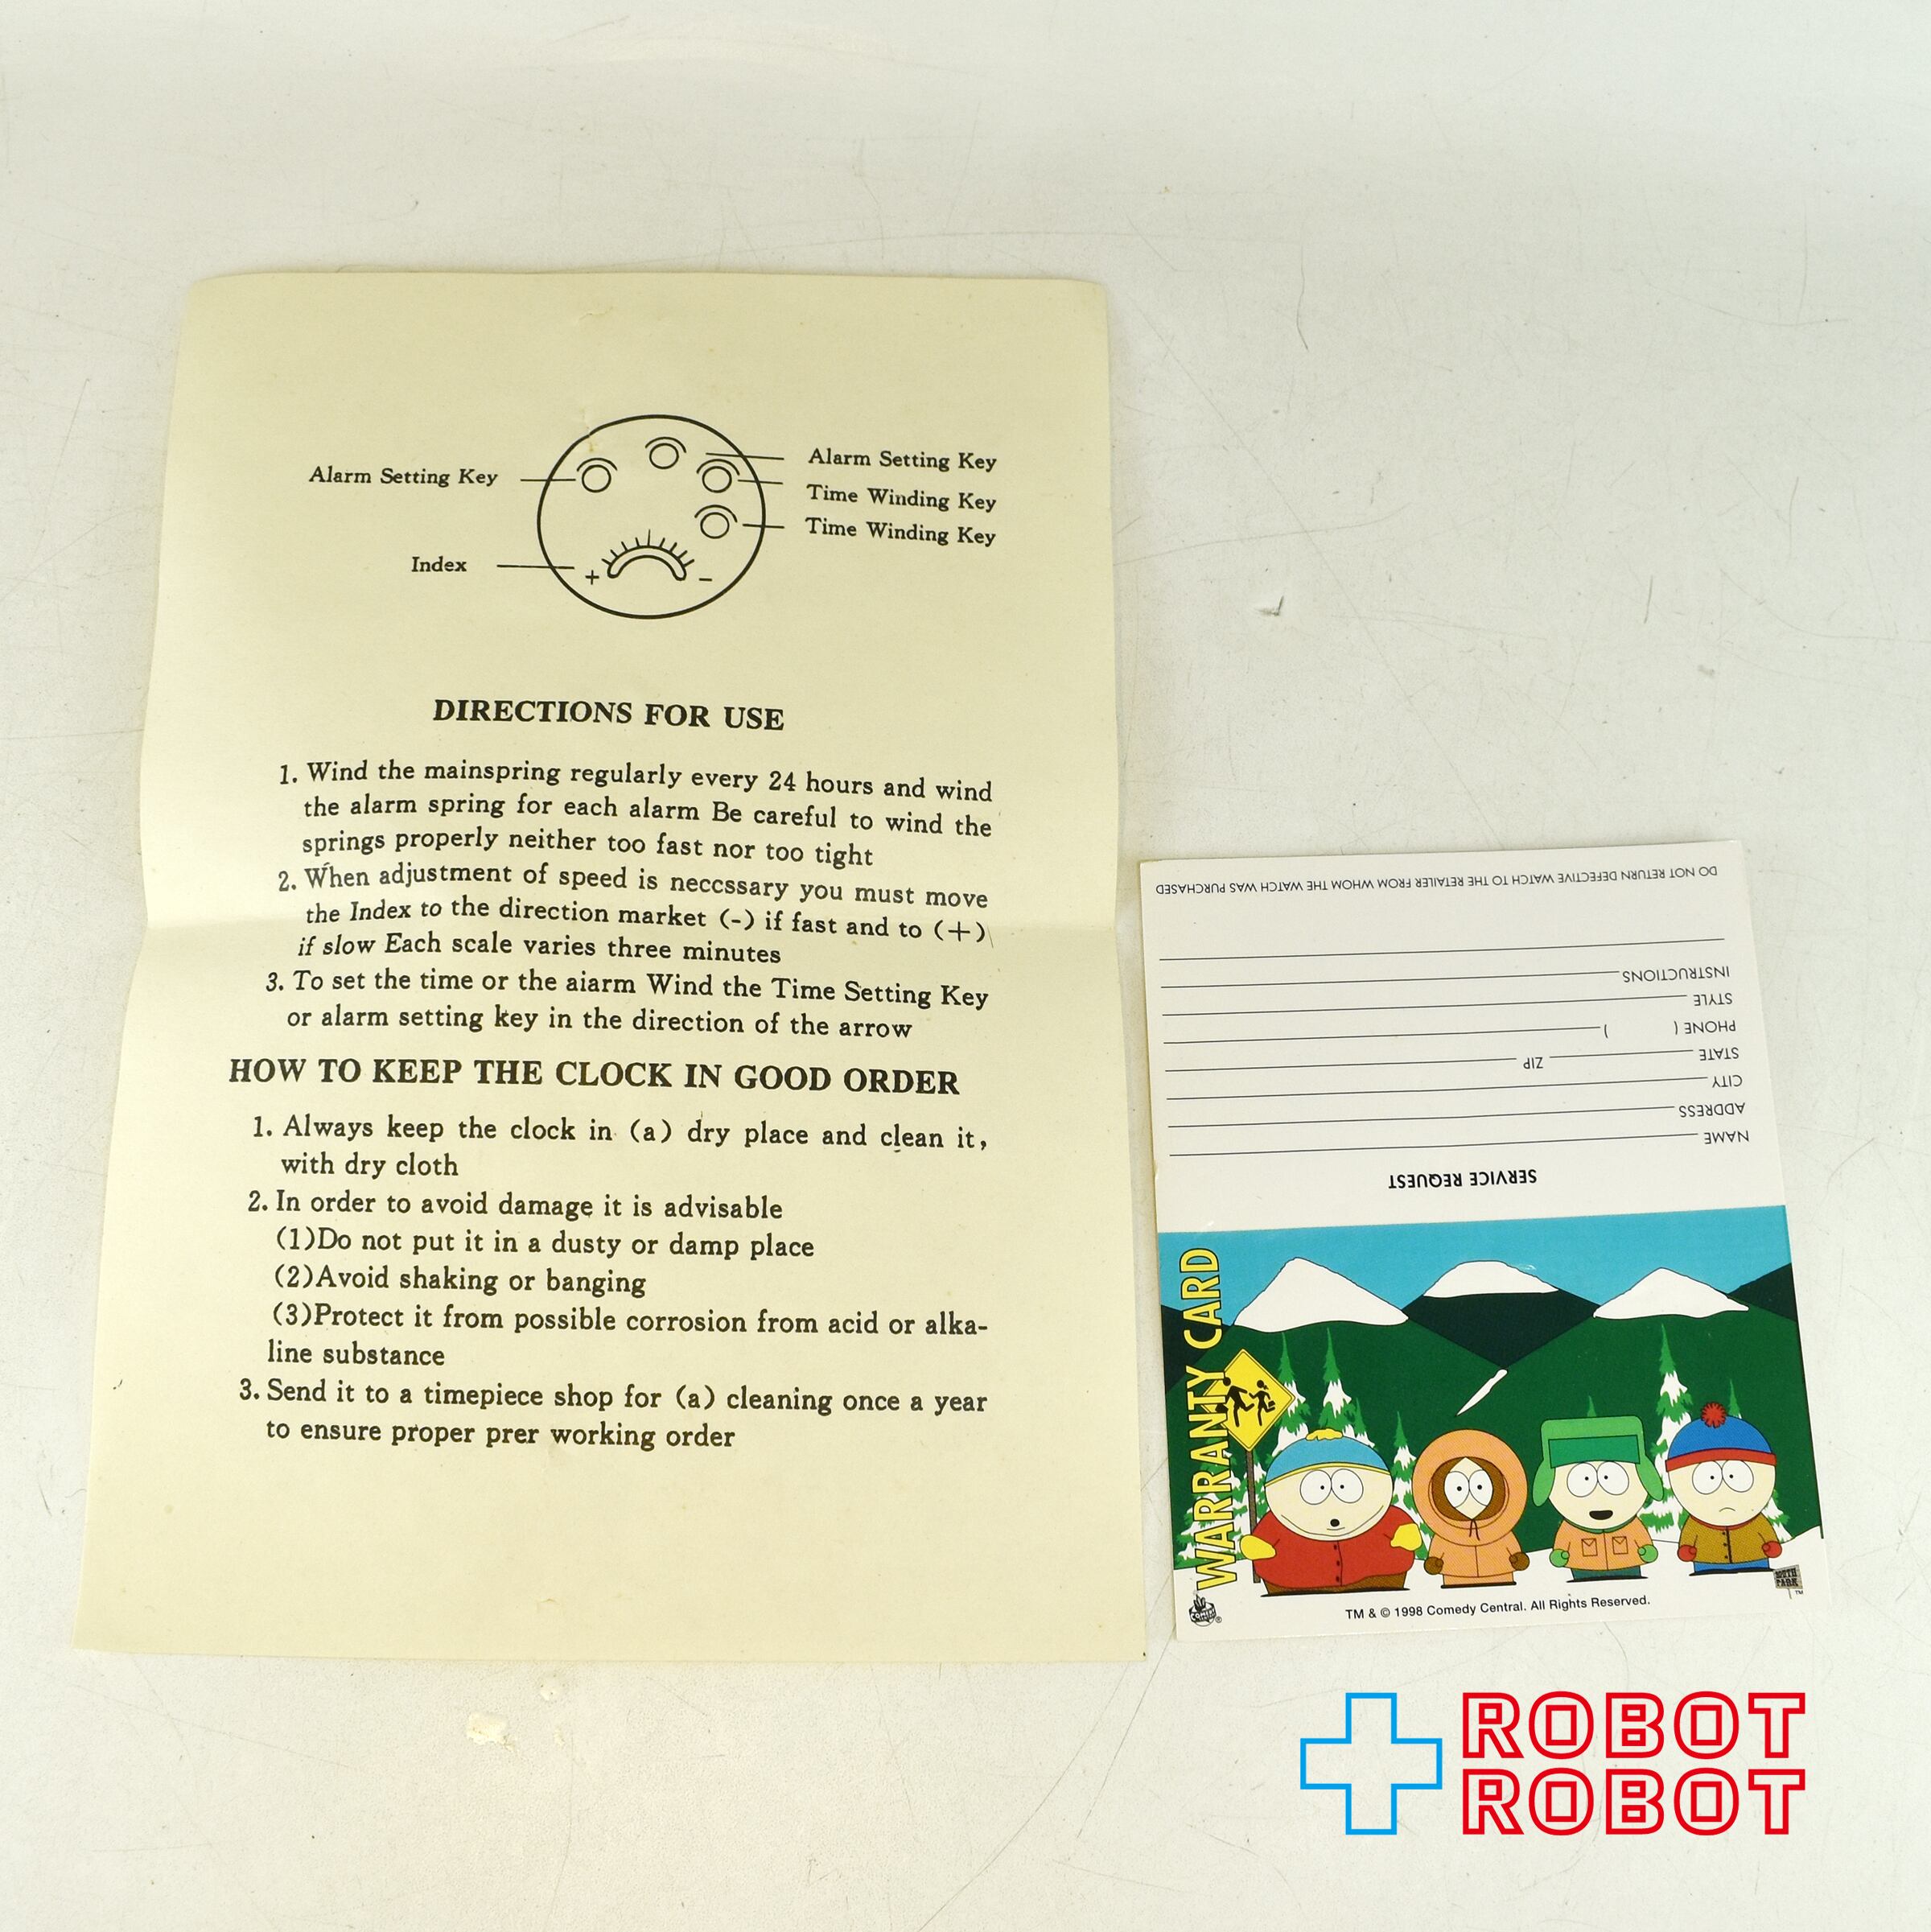 Alarm Setting Key
Index
+
−
Alarm Setting Key
Time Winding Key
Time Winding Key
DIRECTIONS FOR USE
1. Wind the mainspring regularly every 24 hours and wind
the alarm spring for each alarm Be careful to wind the
springs properly neither too fast nor too tight
2. When adjustment of speed is neccssary you must move
the Index to the direction market (-) if fast and to (+)
if slow Each scale varies three minutes
3. To set the time or the aiarm Wind the Time Setting Key
or alarm setting key in the direction of the arrow
HOW TO KEEP THE CLOCK IN GOOD ORDER
1. Always keep the clock in (a) dry place and clean it,
with dry cloth
2. In order to avoid damage it is advisable
(1)Do not put it in a dusty or damp place
(2)Avoid shaking or banging
(3)Protect it from possible corrosion from acid or alka-
line substance
3. Send it to a timepiece shop for (a) cleaning once a year
to ensure proper prer working order
SERVICE REQUEST
NAME
ADDRESS
CITY
STATE ZIP
PHONE ( )
STYLE
INSTRUCTIONS
DO NOT RETURN DEFECTIVE WATCH TO THE RETAILER FROM WHOM THE WATCH WAS PURCHASED
WARRANTY CARD
COMEDY
®
SOUTH
PARK
TM
TM & © 1998 Comedy Central. All Rights Reserved.
ROBOT
ROBOT